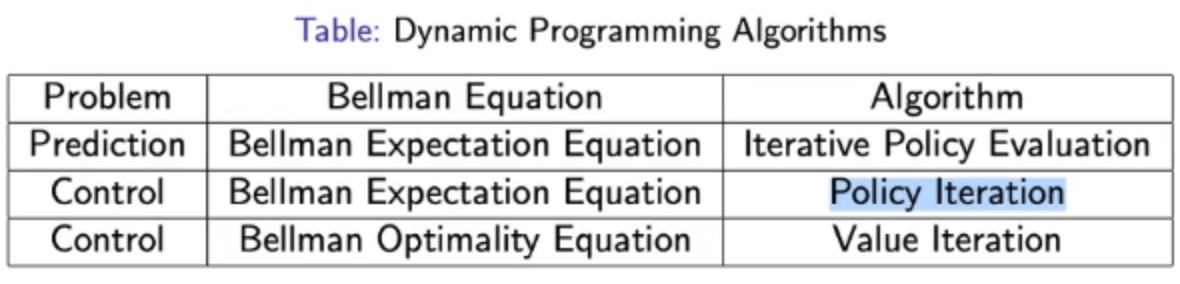 Table: Dynamic Programming Algorithms
Problem Bellman Equation Algorithm
Prediction Bellman Expectation Equation Iterative Policy Evaluation
Control Bellman Expectation Equation Policy Iteration
Control Bellman Optimality Equation Value Iteration